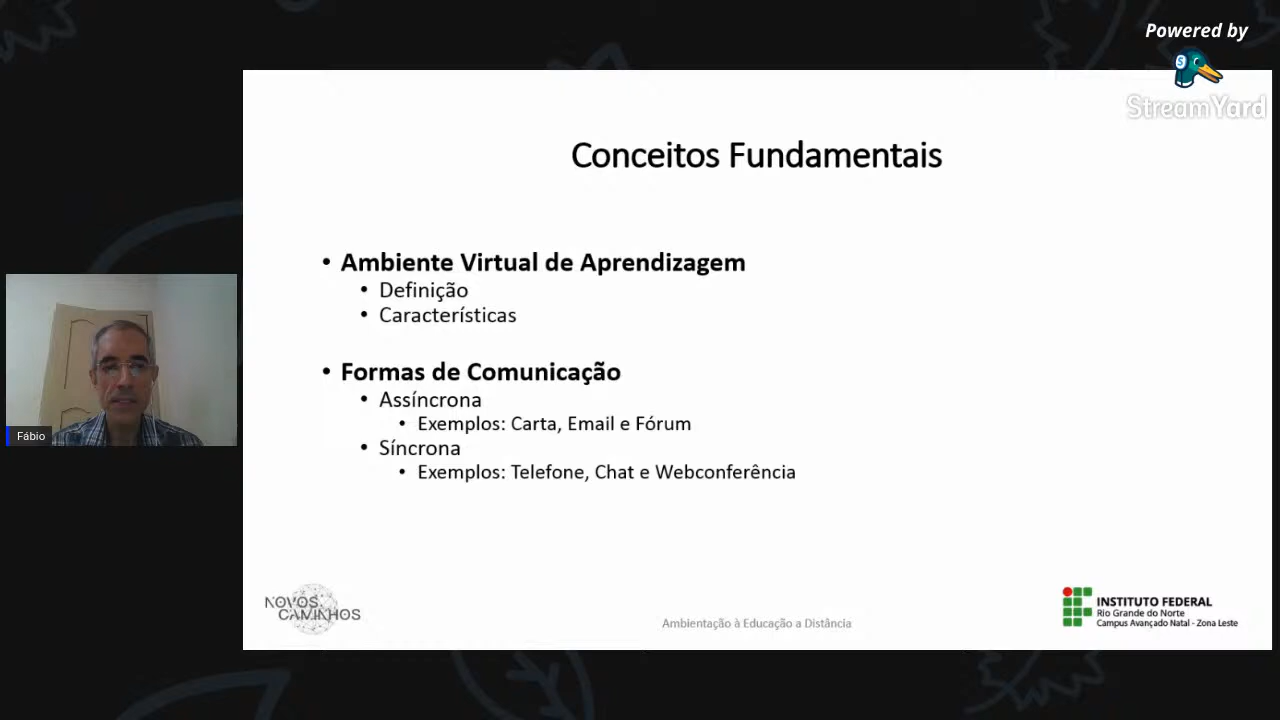 Powered by
StreamYard
Conceitos Fundamentais
• Ambiente Virtual de Aprendizagem
• Definição
• Características
• Formas de Comunicação
• Assíncrona
• Exemplos: Carta, Email e Fórum
• Síncrona
• Exemplos: Telefone, Chat e Webconferência
Fábio
NOVOS
CAMINHOS
Ambientação à Educação a Distância
INSTITUTO FEDERAL
Rio Grande do Norte
Campus Avançado Natal - Zona Leste